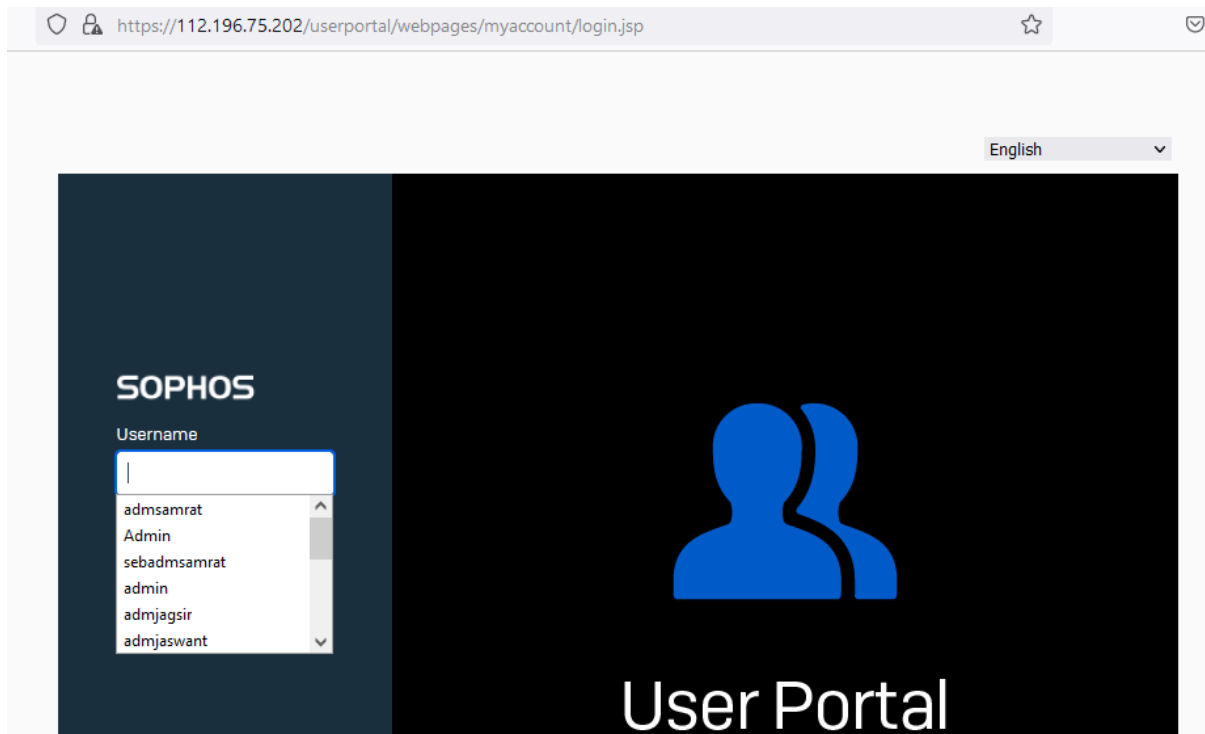 https://112.196.75.202/userportal/webpages/myaccount/login.jsp
English
SOPHOS
Username
admsamrat
Admin
sebadmsamrat
admin
admjagsir
admjaswant
User Portal